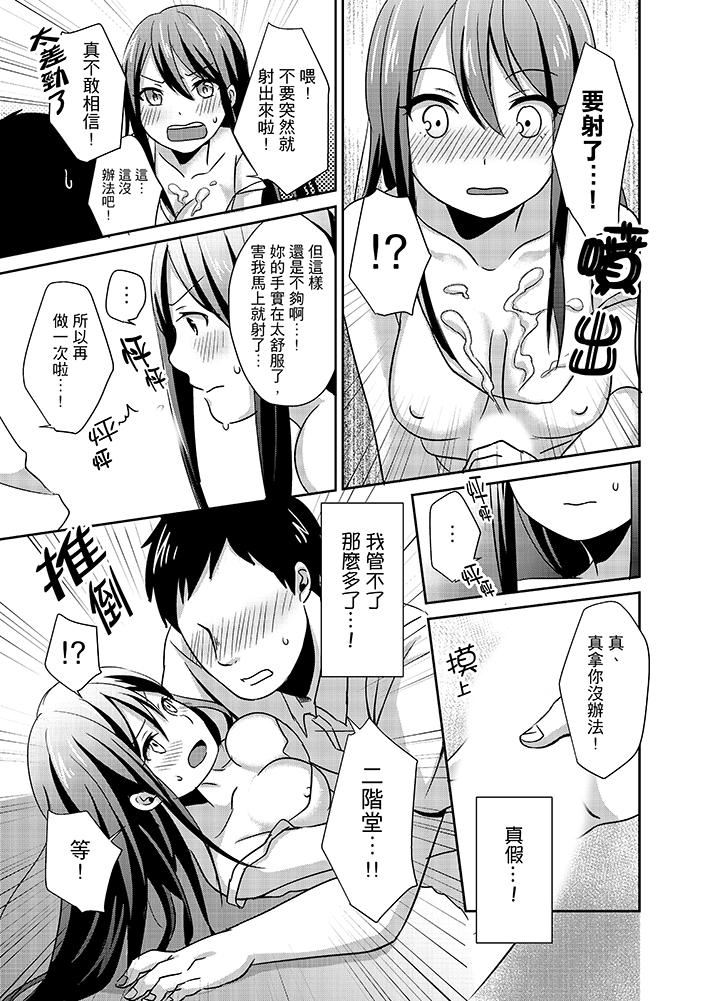 要射了…！
噴出
!?
喂！
不要突然就
射出來啦！
真不敢相信！
太差勁了
這…
這沒
辦法吧！
但這樣
還是不夠啊…！
妳的手實在太舒服了，
害我馬上就射了…
…
所以再
做一次啦…！
…
真、
真拿你沒辦法！
摸上
真假…！
我管不了
那麼多了…！
推倒
!?
二階堂…!!
等！